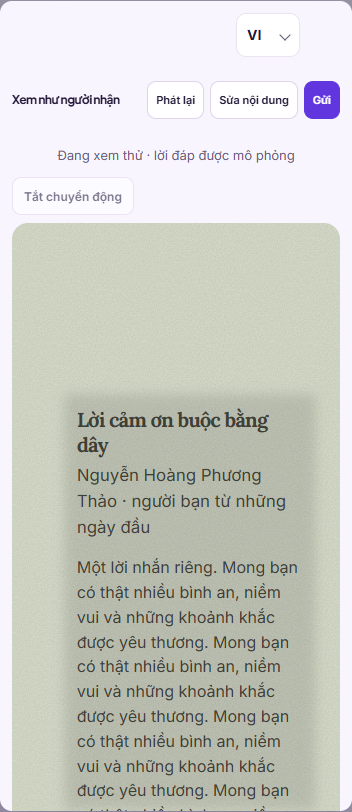 VI
Xem như người nhận
Phát lại
Sửa nội dung
Gửi
Đang xem thử · lời đáp được mô phỏng
Tắt chuyển động
Lời cảm ơn buộc bằng
dây
Nguyễn Hoàng Phương
Thảo · người bạn từ những
ngày đầu
Một lời nhắn riêng. Mong bạn
có thật nhiều bình an, niềm
vui và những khoảnh khắc
được yêu thương. Mong bạn
có thật nhiều bình an, niềm
vui và những khoảnh khắc
được yêu thương. Mong bạn
có thật nhiều bình an, niềm
vui và những khoảnh khắc
được yêu thương. Mong bạn